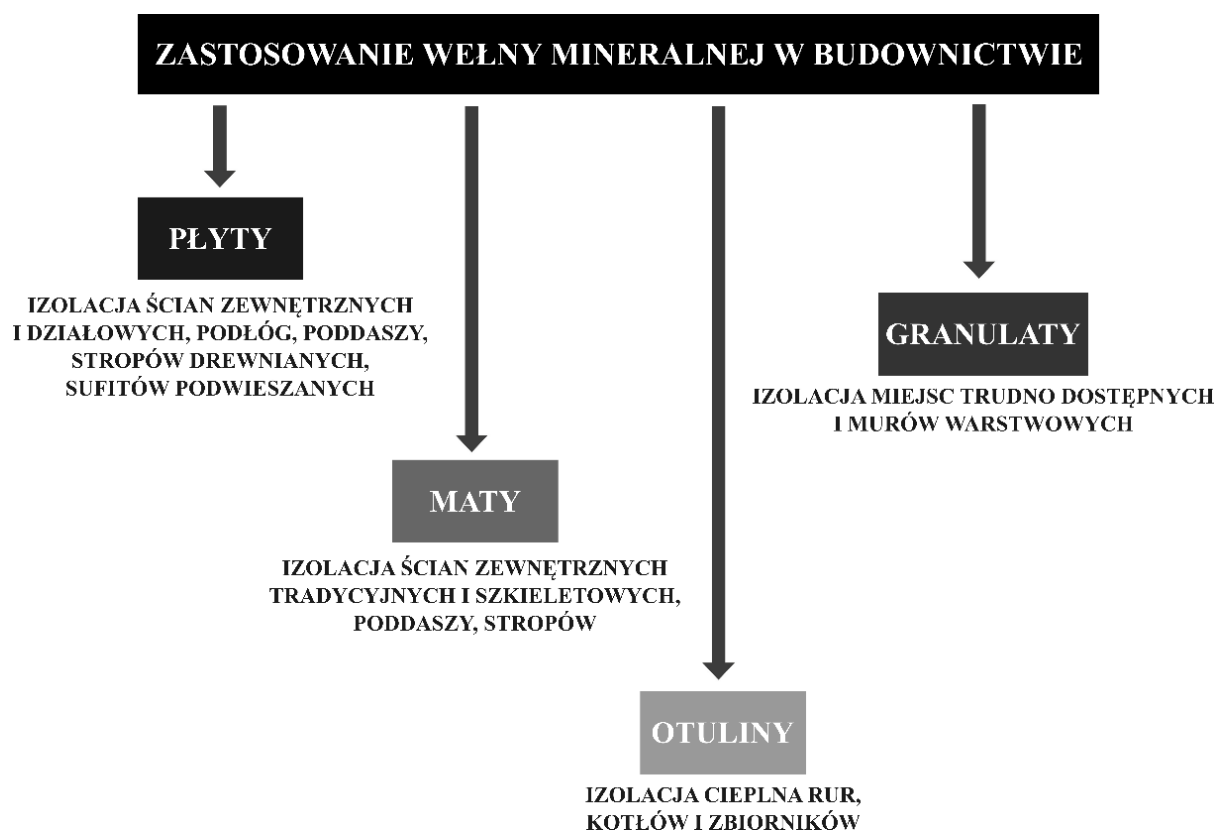 ZASTOSOWANIE WEŁNY MINERALNEJ W BUDOWNICTWIE
PŁYTY
IZOLACJA ŚCIAN ZEWNĘTRZNYCH
I DZIAŁOWYCH, PODŁÓG, PODDASZY,
STROPÓW DREWNIANYCH,
SUFITÓW PODWIESZANYCH
GRANULATY
IZOLACJA MIEJSC TRUDNO DOSTĘPNYCH
I MURÓW WARSTWOWYCH
MATY
IZOLACJA ŚCIAN ZEWNĘTRZNYCH
TRADYCYJNYCH I SZKIELETOWYCH,
PODDASZY, STROPÓW
OTULINY
IZOLACJA CIEPLNA RUR,
KOTŁÓW I ZBIORNIKÓW